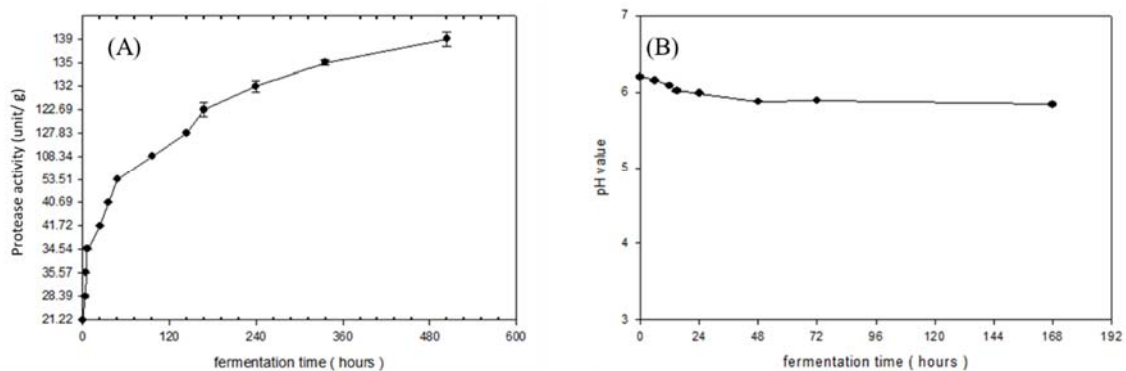 (A)
Protease activity (unit/ g)
139
135
132
122.69
127.83
108.34
53.51
40.69
41.72
34.54
35.57
28.39
21.22
0 120 240 360 480 600
fermentation time ( hours )
(B)
pH value
7
6
5
4
3
0 24 48 72 96 120 144 168 192
fermentation time ( hours )